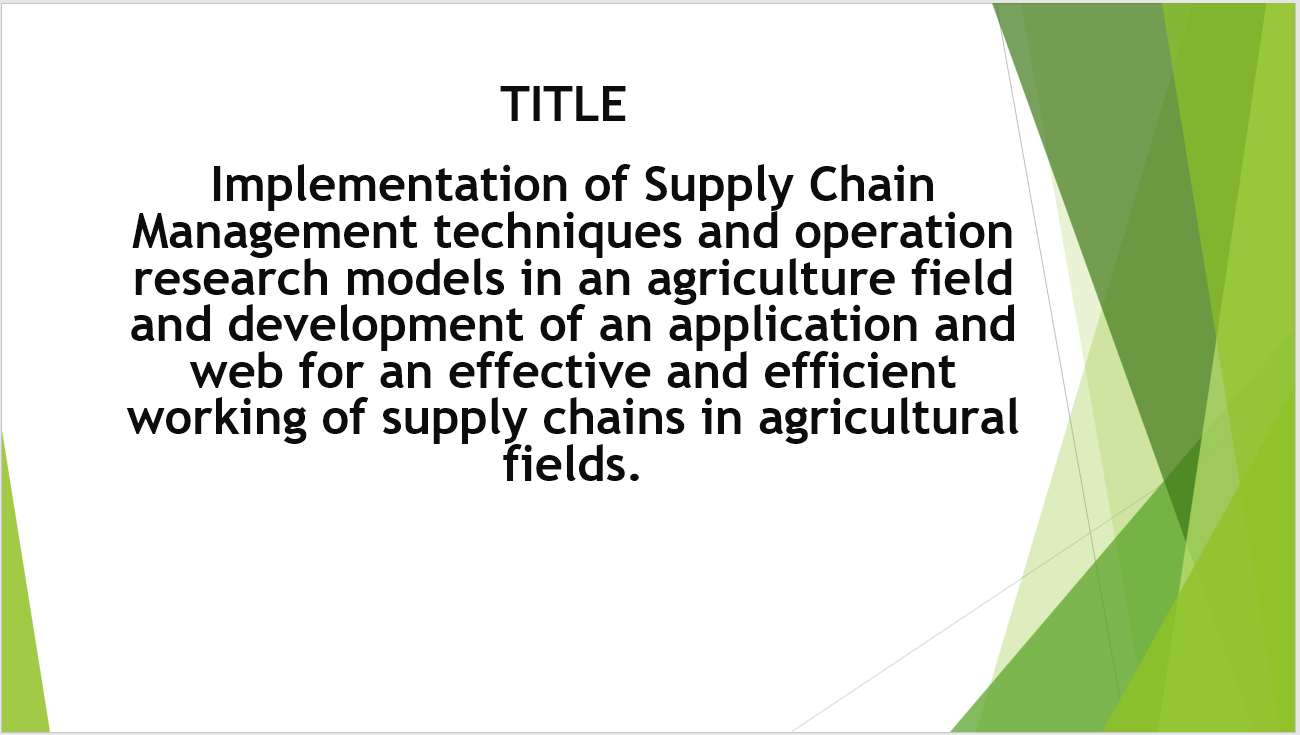 TITLE
Implementation of Supply Chain
Management techniques and operation
research models in an agriculture field
and development of an application and
web for an effective and efficient
working of supply chains in agricultural
fields.